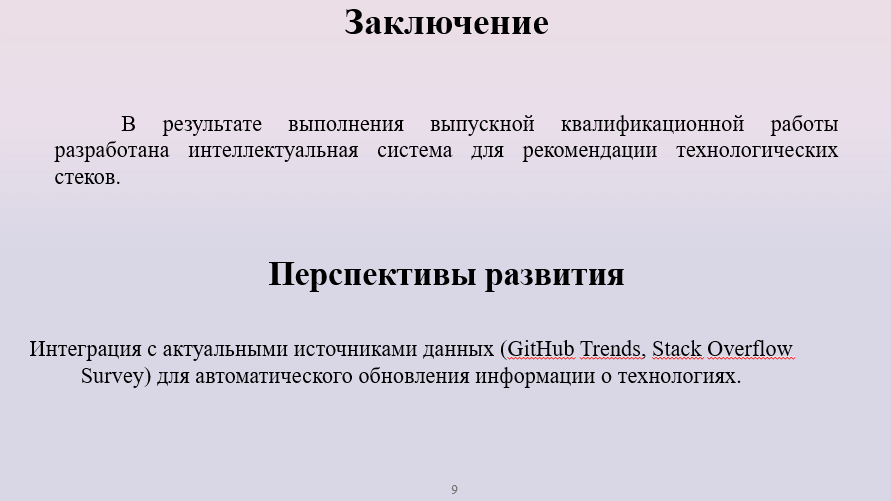 Заключение
В результате выполнения выпускной квалификационной работы
разработана интеллектуальная система для рекомендации технологических
стеков.
Перспективы развития
Интеграция с актуальными источниками данных (GitHub Trends, Stack Overflow
Survey) для автоматического обновления информации о технологиях.
9